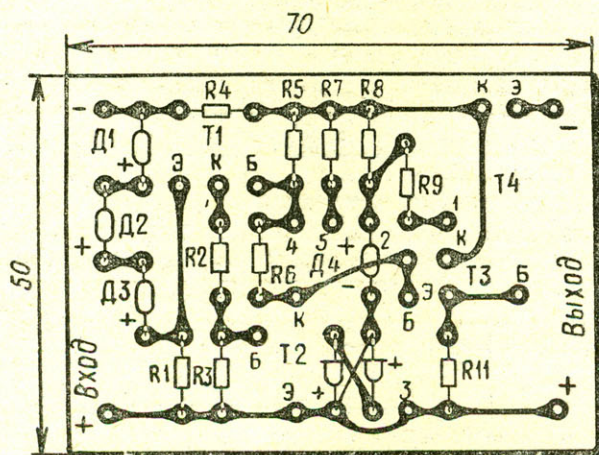 70
50
R4 R5 R7 R8 К Э
- Т1 -
Д1 + Э К Б R9 Т4
Д2 R2 R6 4 5 + 2 1
+ Д4 К
Д3 - Э Т3 Б
+ К Б
Б Т2
Вход R1 R3 + + R11 Выход
+ Э 3 +